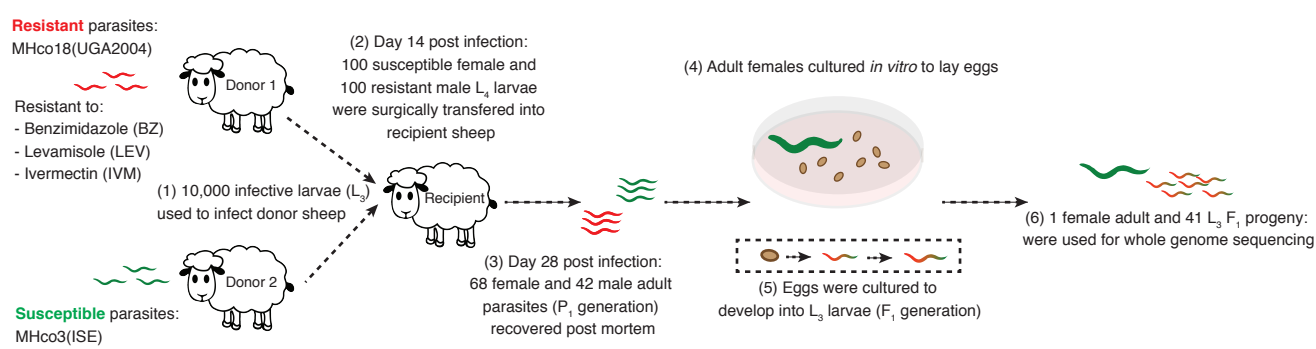 Resistant parasites:
MHco18(UGA2004)
Resistant to:
- Benzimidazole (BZ)
- Levamisole (LEV)
- Ivermectin (IVM)
Donor 1
(1) 10,000 infective larvae (L3)
used to infect donor sheep
Donor 2
Susceptible parasites:
MHco3(ISE)
(2) Day 14 post infection:
100 susceptible female and
100 resistant male L4 larvae
were surgically transfered into
recipient sheep
Recipient
(3) Day 28 post infection:
68 female and 42 male adult
parasites (P1 generation)
recovered post mortem
(4) Adult females cultured in vitro to lay eggs
(5) Eggs were cultured to
develop into L3 larvae (F1 generation)
(6) 1 female adult and 41 L3 F1 progeny:
were used for whole genome sequencing